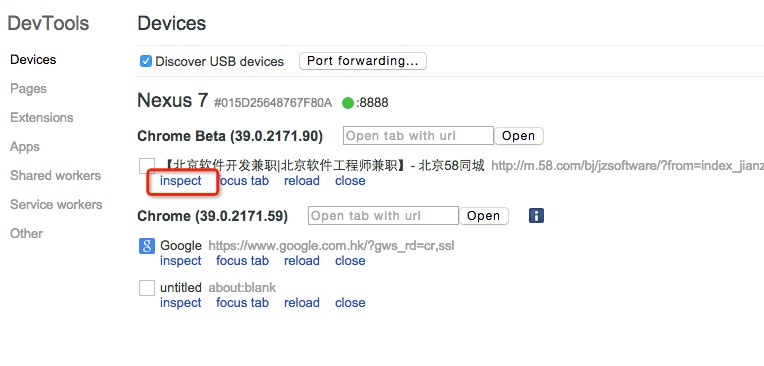 DevTools
Devices
Pages
Extensions
Apps
Shared workers
Service workers
Other
Devices
Discover USB devices Port forwarding...
Nexus 7 #015D25648767F80A :8888
Chrome Beta (39.0.2171.90) Open tab with url Open
【北京软件开发兼职|北京软件工程师兼职】- 北京58同城 http://m.58.com/bj/jzsoftware/?from=index_jianz
inspect focus tab reload close
Chrome (39.0.2171.59) Open tab with url Open i
g Google https://www.google.com.hk/?gws_rd=cr,ssl
inspect focus tab reload close
untitled about:blank
inspect focus tab reload close